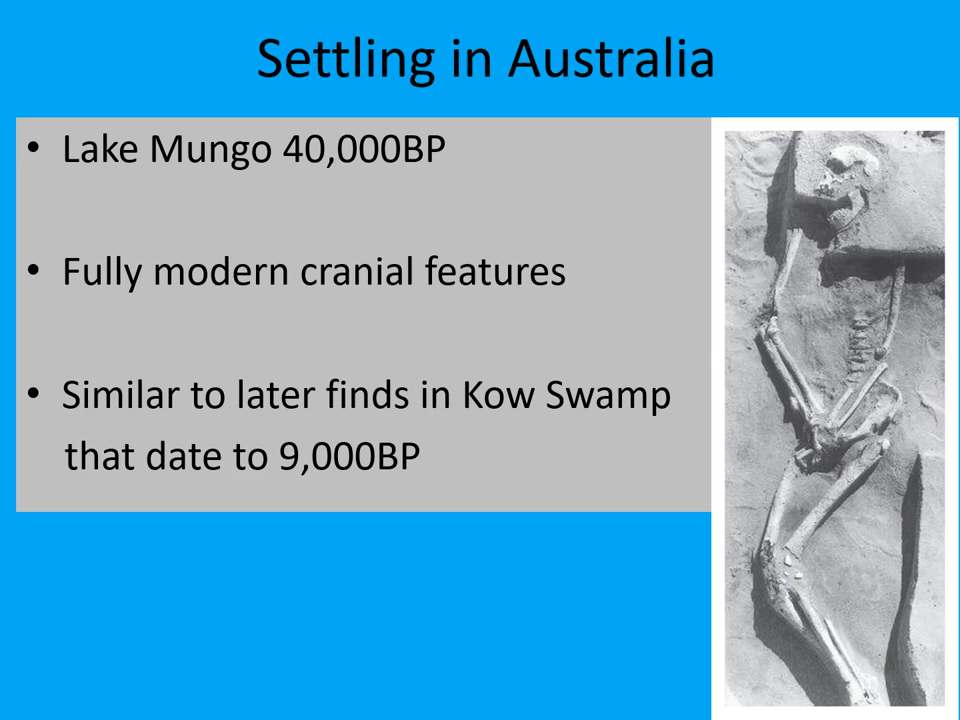 Settling in Australia
• Lake Mungo 40,000BP
• Fully modern cranial features
• Similar to later finds in Kow Swamp
that date to 9,000BP